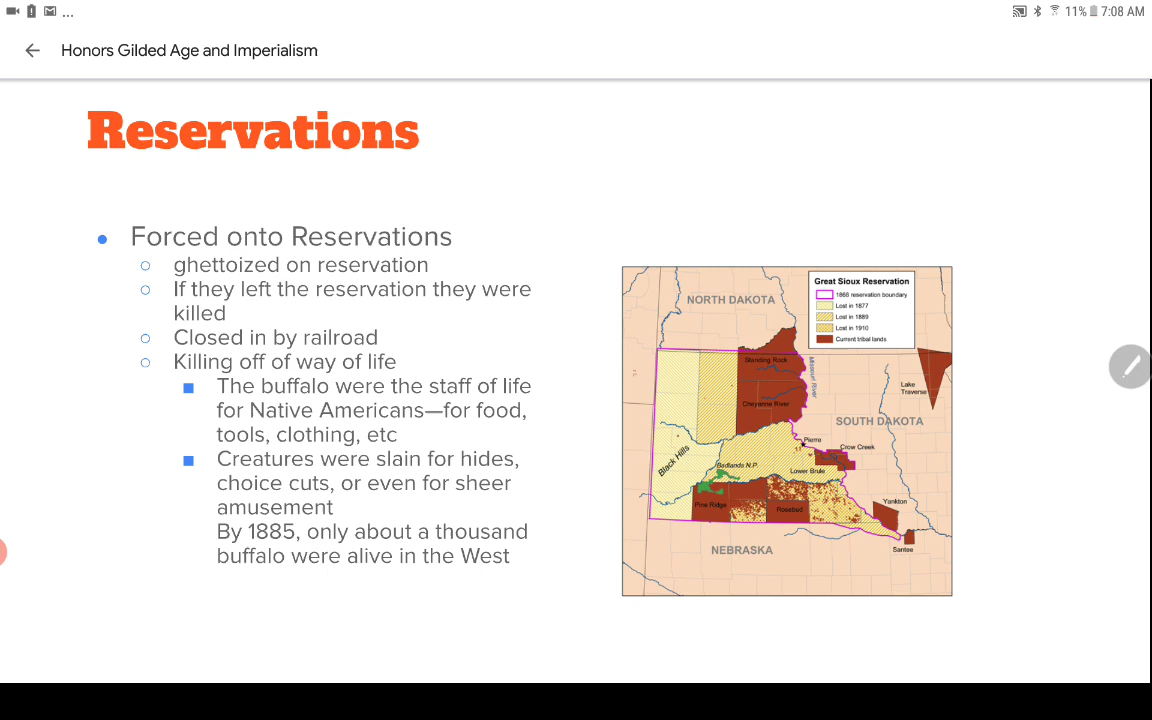 ... 11% 7:08 AM
Honors Gilded Age and Imperialism
Reservations
Forced onto Reservations
ghettoized on reservation
If they left the reservation they were
killed
Closed in by railroad
Killing off of way of life
The buffalo were the staff of life
for Native Americans—for food,
tools, clothing, etc
Creatures were slain for hides,
choice cuts, or even for sheer
amusement
By 1885, only about a thousand
buffalo were alive in the West
Great Sioux Reservation
1868 reservation boundary
Lost in 1877
Lost in 1889
Lost in 1910
Current tribal lands
NORTH DAKOTA
Standing Rock
Missouri River
Cheyenne River
Lake
Traverse
SOUTH DAKOTA
Pierre
Crow Creek
Black Hills
Badlands N.P.
Lower Brule
Pine Ridge
Rosebud
Yankton
Santee
NEBRASKA